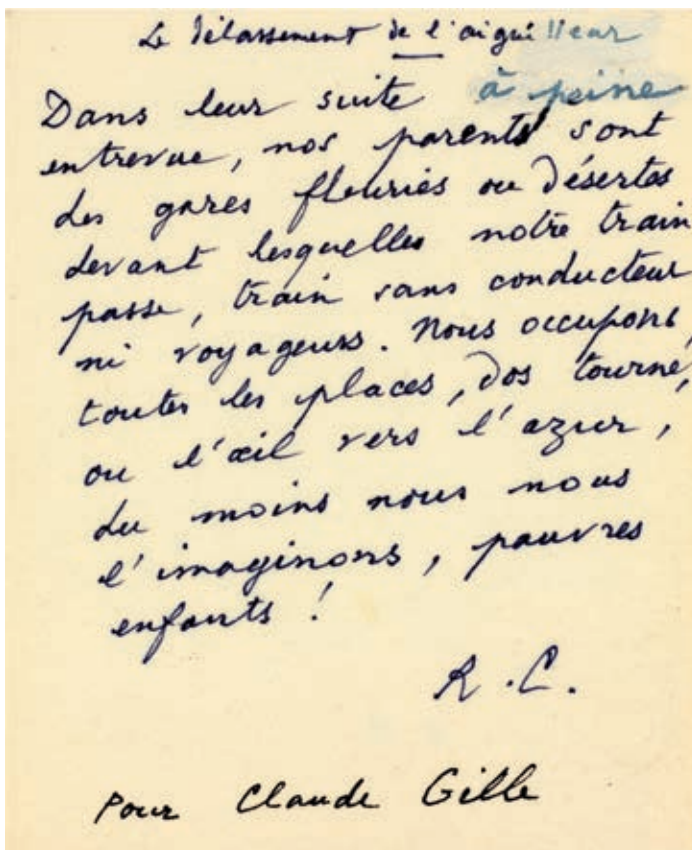 Le délassement de l'aiguilleur
Dans leur suite à peine
entrevue, nos parents sont
des gares fleuries ou désertes
devant lesquelles notre train
passe, train sans conducteur
ni voyageurs. Nous occupons
toutes les places, dos tourné,
ou l'œil vers l'azur,
du moins nous nous
l'imaginons, pauvres
enfants !
R.C.
Pour Claude Gille